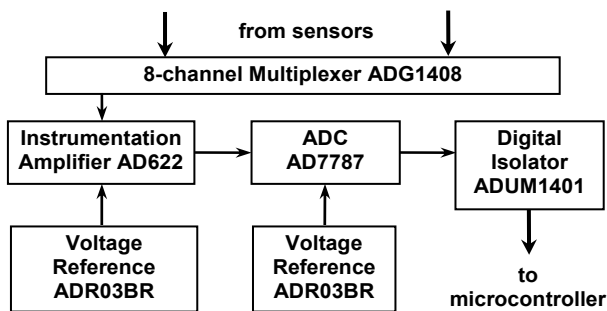 from sensors
8-channel Multiplexer ADG1408
Instrumentation
Amplifier AD622
ADC
AD7787
Digital
Isolator
ADUM1401
Voltage
Reference
ADR03BR
Voltage
Reference
ADR03BR
to
microcontroller